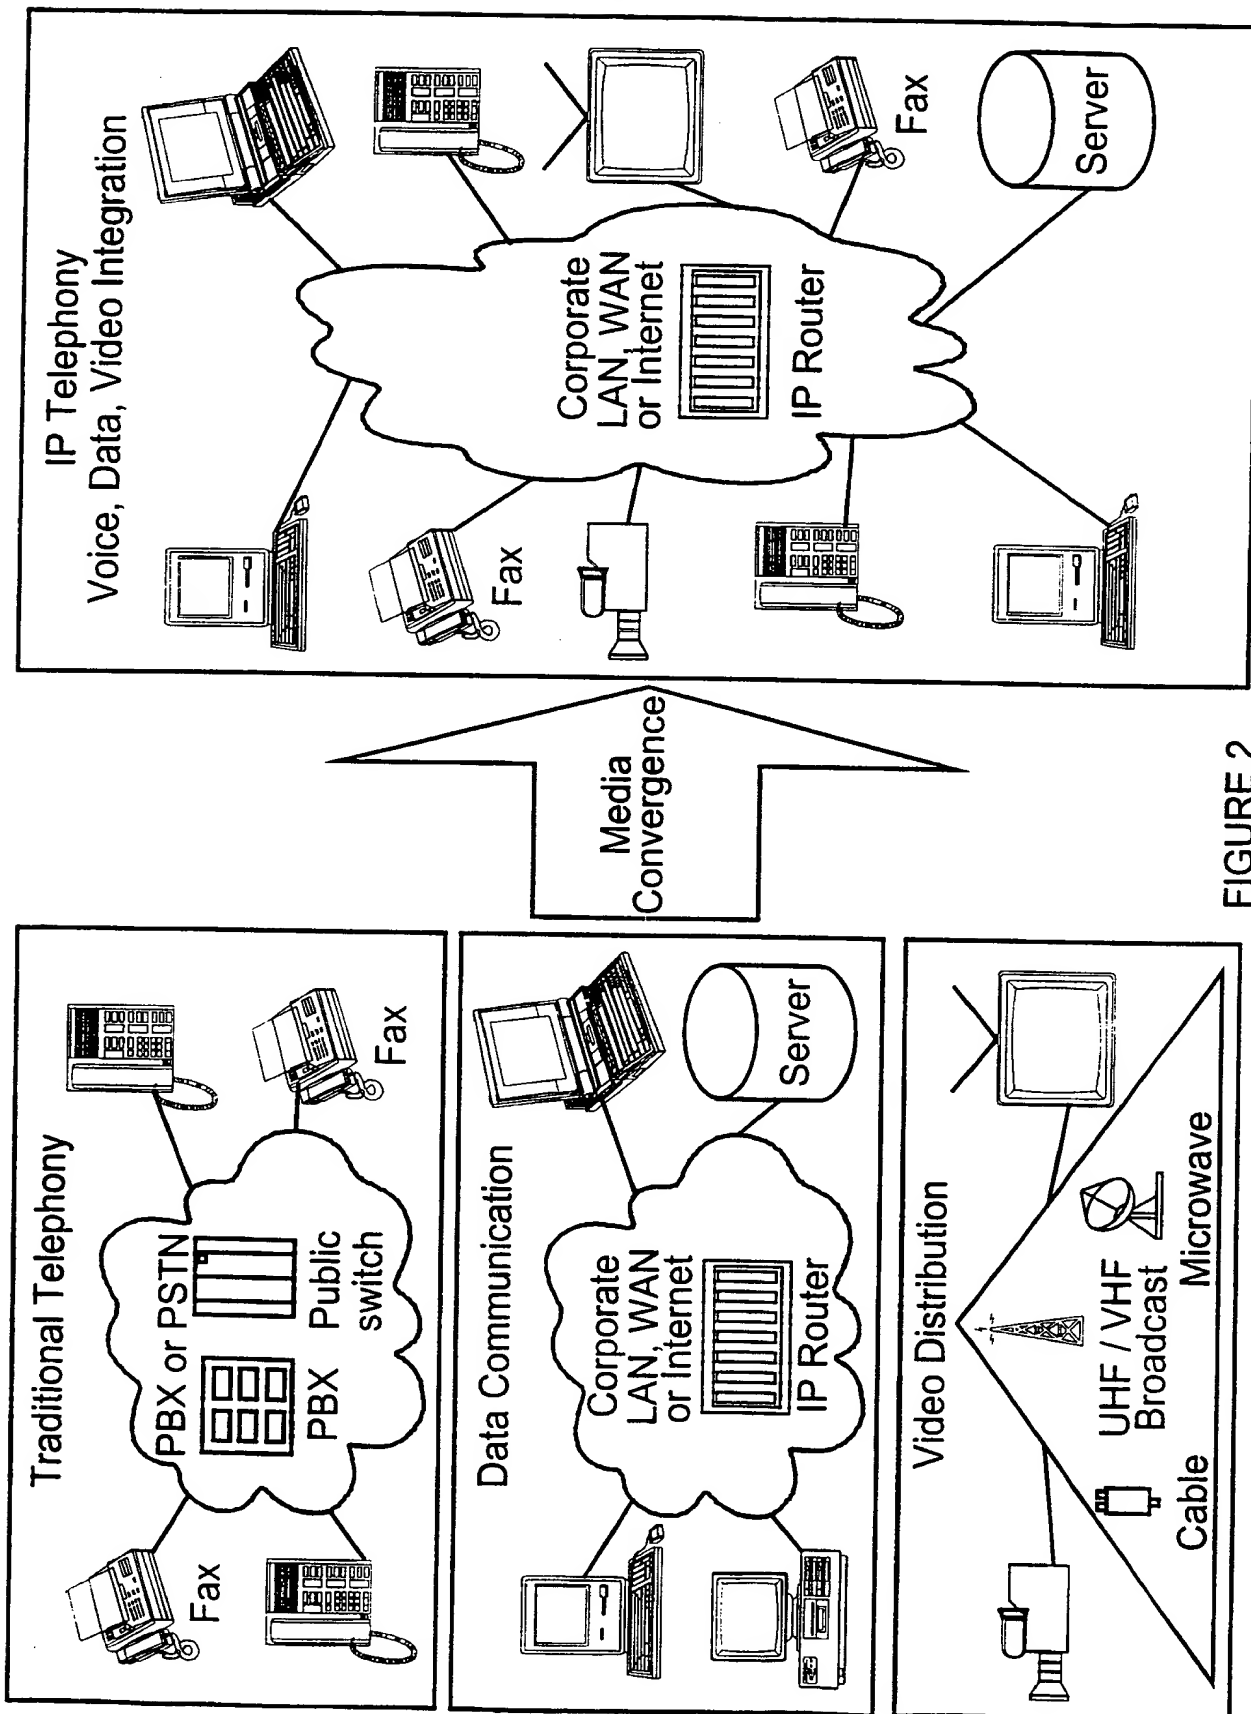 Traditional Telephony
PBX or PSTN
PBX
Public
switch
Fax
Fax
Data Communication
Corporate
LAN, WAN
or Internet
IP Router
Server
Video Distribution
UHF / VHF
Broadcast
Cable
Microwave
Media
Convergence
IP Telephony
Voice, Data, Video Integration
Corporate
LAN, WAN
or Internet
IP Router
Fax
Fax
Server
FIGURE 2